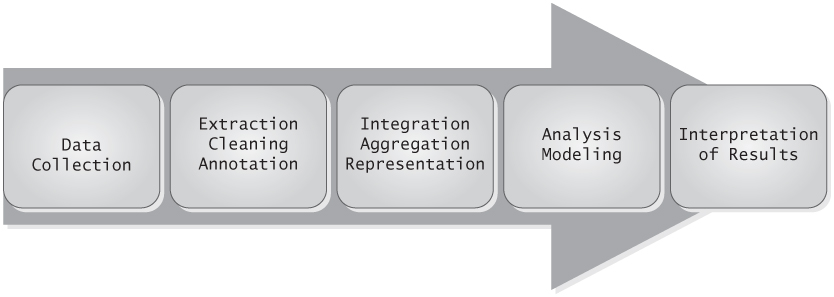 Data
Collection
Extraction
Cleaning
Annotation
Integration
Aggregation
Representation
Analysis
Modeling
Interpretation
of Results